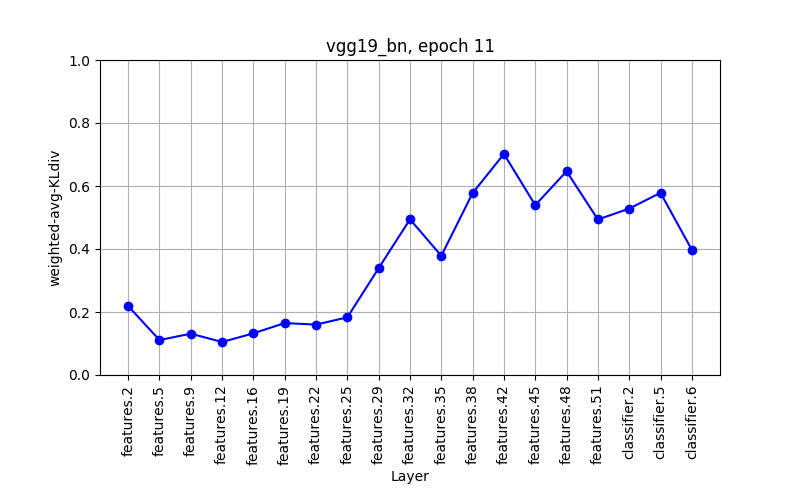 vgg19_bn, epoch 11
1.0
0.8
0.6
0.4
0.2
0.0
weighted-avg-KLdiv
features.2
features.5
features.9
features.12
features.16
features.19
features.22
features.25
features.29
features.32
features.35
features.38
features.42
features.45
features.48
features.51
classifier.2
classifier.5
classifier.6
Layer